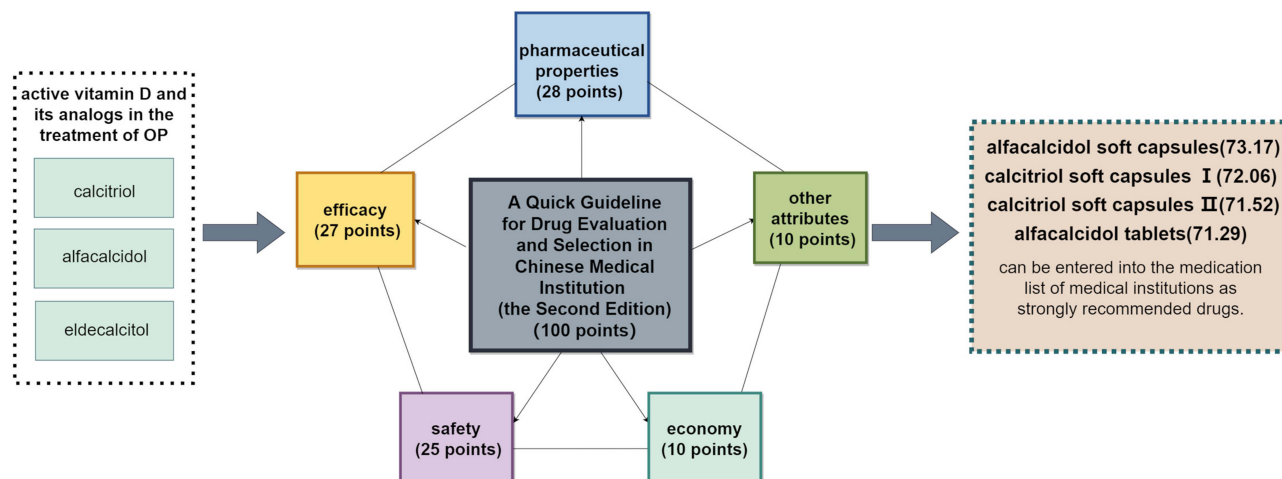 active vitamin D and
its analogs in the
treatment of OP
calcitriol
alfacalcidol
eldecalcitol
pharmaceutical
properties
(28 points)
efficacy
(27 points)
A Quick Guideline
for Drug Evaluation
and Selection in
Chinese Medical
Institution
(the Second Edition)
(100 points)
other
attributes
(10 points)
safety
(25 points)
economy
(10 points)
alfacalcidol soft capsules(73.17)
calcitriol soft capsules Ⅰ (72.06)
calcitriol soft capsules Ⅱ(71.52)
alfacalcidol tablets(71.29)
can be entered into the medication
list of medical institutions as
strongly recommended drugs.